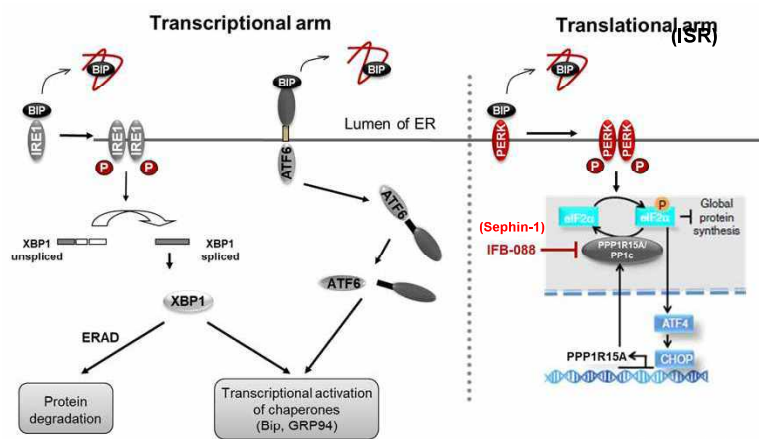 Transcriptional arm
Translational arm
(ISR)
BIP
BIP
BIP
BIP
BIP
BIP
IRE1
IRE1
IRE1
Lumen of ER
PERK
PERK
PERK
P
P
ATF6
P
P
ATF6
P
eIF2α
eIF2α
Global
protein
synthesis
(Sephin-1)
IFB-088
PPP1R15A/
PP1c
XBP1
unspliced
XBP1
spliced
ATF6
XBP1
ERAD
ATF4
PPP1R15A
CHOP
Protein
degradation
Transcriptional activation
of chaperones
(Bip, GRP94)